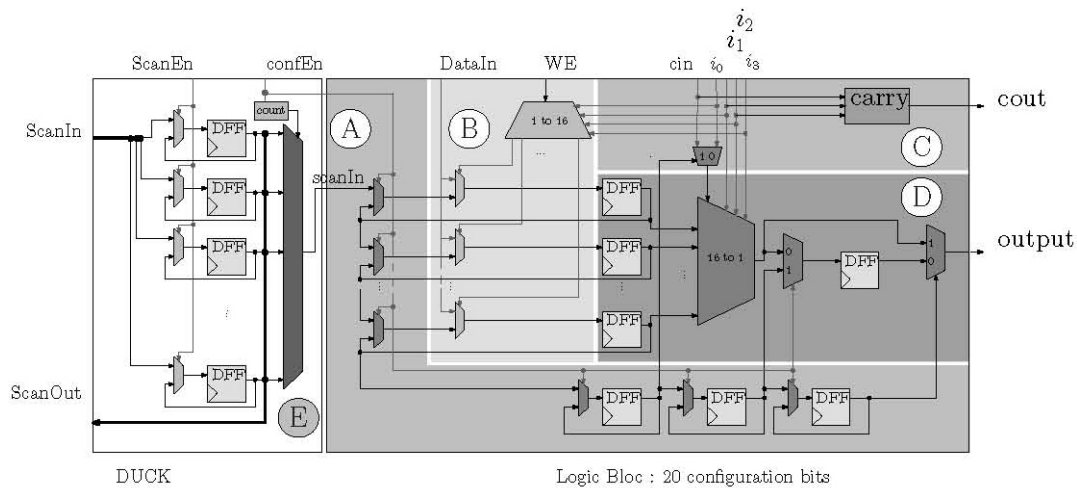 i₂
i₁
ScanEn
confEn
DataIn
WE
cin
i₀
i₃
count
carry
cout
ScanIn
DFF
A
B
1 to 16
C
...
1 0
scanIn
DFF
DFF
D
DFF
16 to 1
1
0
output
0
1
DFF
DFF
...
DFF
ScanOut
DFF
E
DFF
DFF
DFF
DUCK
Logic Bloc : 20 configuration bits